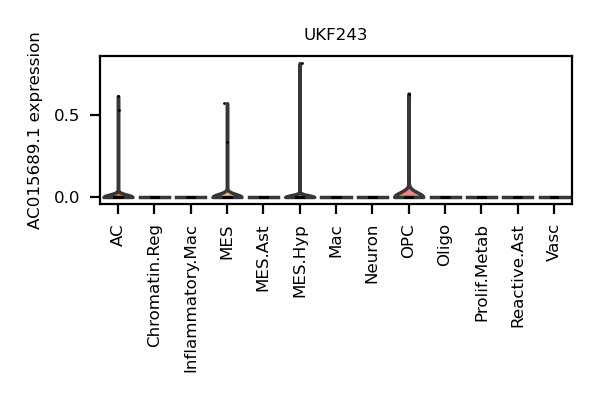 UKF243
AC015689.1 expression
0.5
0.0
AC
Chromatin.Reg
Inflammatory.Mac
MES
MES.Ast
MES.Hyp
Mac
Neuron
OPC
Oligo
Prolif.Metab
Reactive.Ast
Vasc